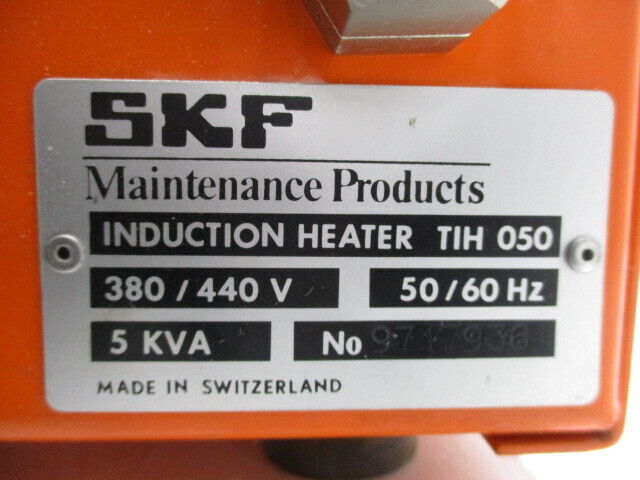 SKF
Maintenance Products
INDUCTION HEATER TIH 050
380 / 440 V 50/60 Hz
5 KVA No
MADE IN SWITZERLAND